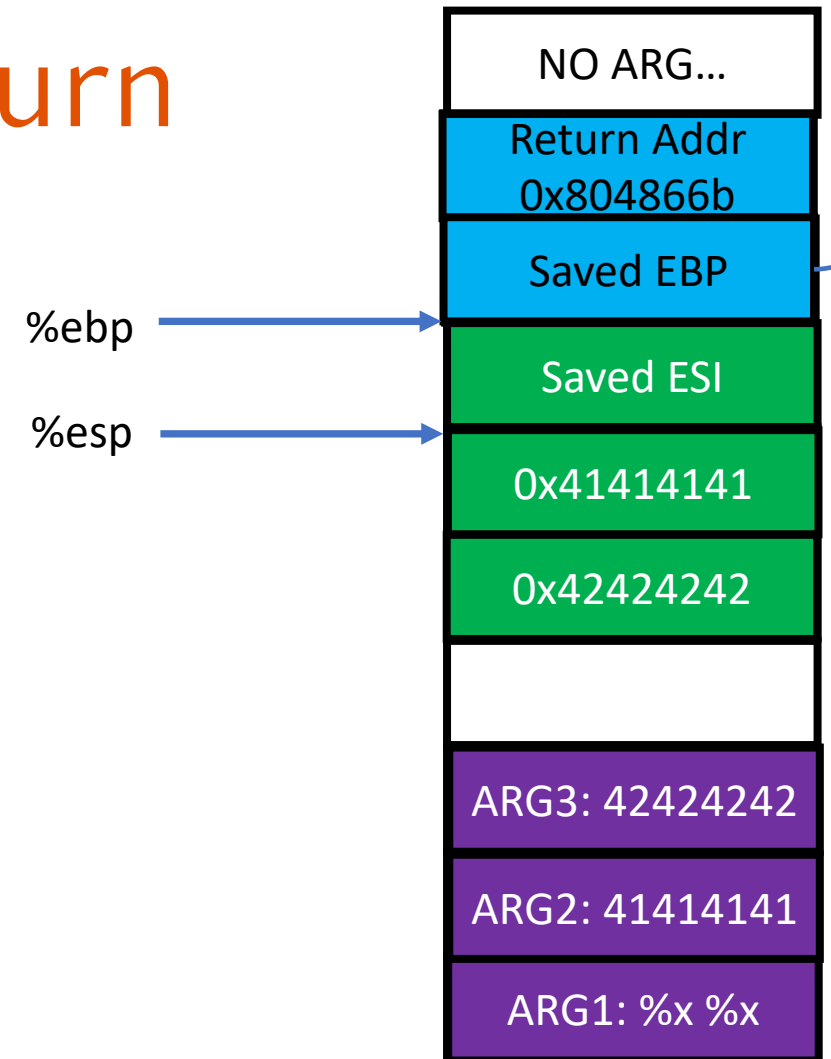 urn
NO ARG...
Return Addr
0x804866b
Saved EBP
%ebp
Saved ESI
%esp
0x41414141
0x42424242
ARG3: 42424242
ARG2: 41414141
ARG1: %x %x